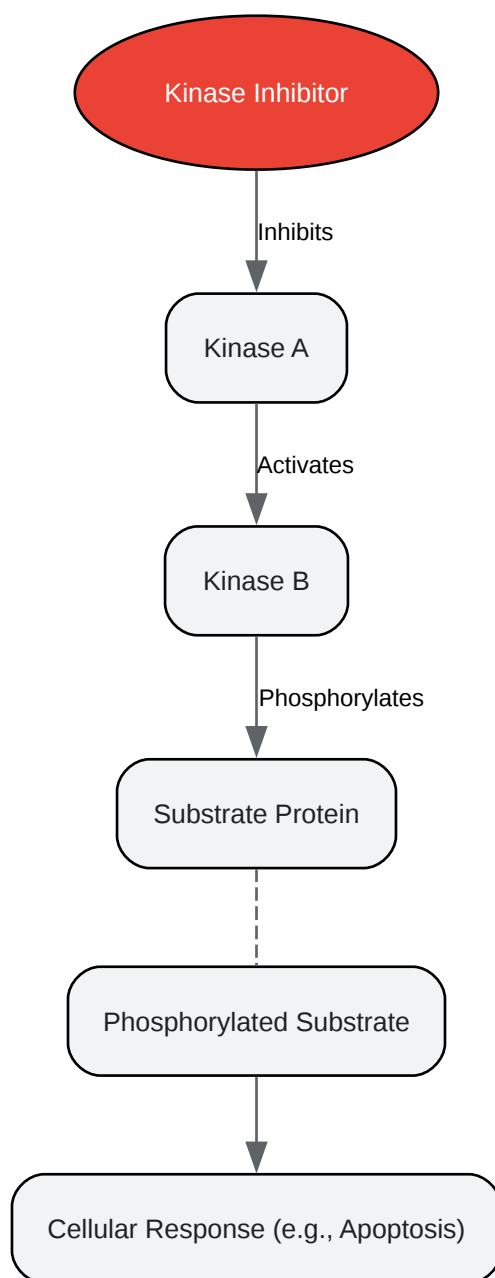 Kinase Inhibitor
Inhibits
Kinase A
Activates
Kinase B
Phosphorylates
Substrate Protein
Phosphorylated Substrate
Cellular Response (e.g., Apoptosis)